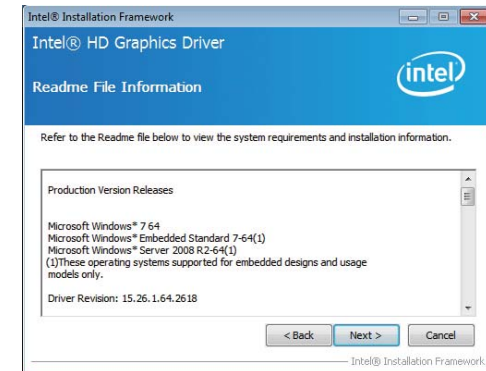 Intel® Installation Framework
Intel® HD Graphics Driver
Readme File Information
intel
Refer to the Readme file below to view the system requirements and installation information.
Production Version Releases
Microsoft Windows* 7 64
Microsoft Windows* Embedded Standard 7-64(1)
Microsoft Windows* Server 2008 R2-64(1)
(1)These operating systems supported for embedded designs and usage
models only.
Driver Revision: 15.26.1.64.2618
< Back Next > Cancel
Intel® Installation Framework